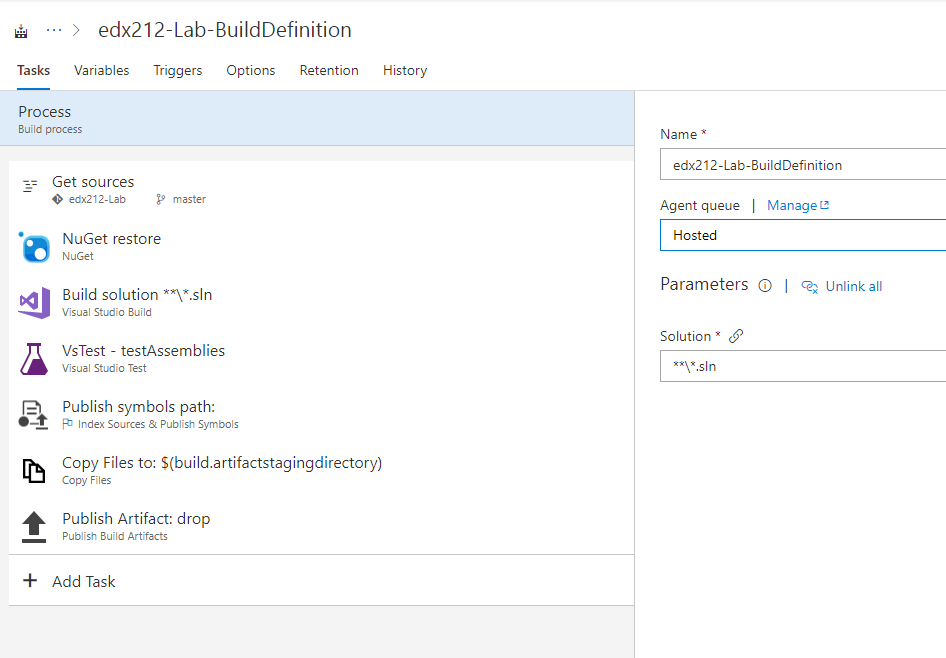 ··· > edx212-Lab-BuildDefinition
Tasks Variables Triggers Options Retention History
Process
Build process
Get sources
edx212-Lab master
NuGet restore
NuGet
Build solution **\*.sln
Visual Studio Build
VsTest - testAssemblies
Visual Studio Test
Publish symbols path:
Index Sources & Publish Symbols
Copy Files to: $(build.artifactstagingdirectory)
Copy Files
Publish Artifact: drop
Publish Build Artifacts
+ Add Task
Name *
edx212-Lab-BuildDefinition
Agent queue | Manage
Hosted
Parameters | Unlink all
Solution *
**\*.sln